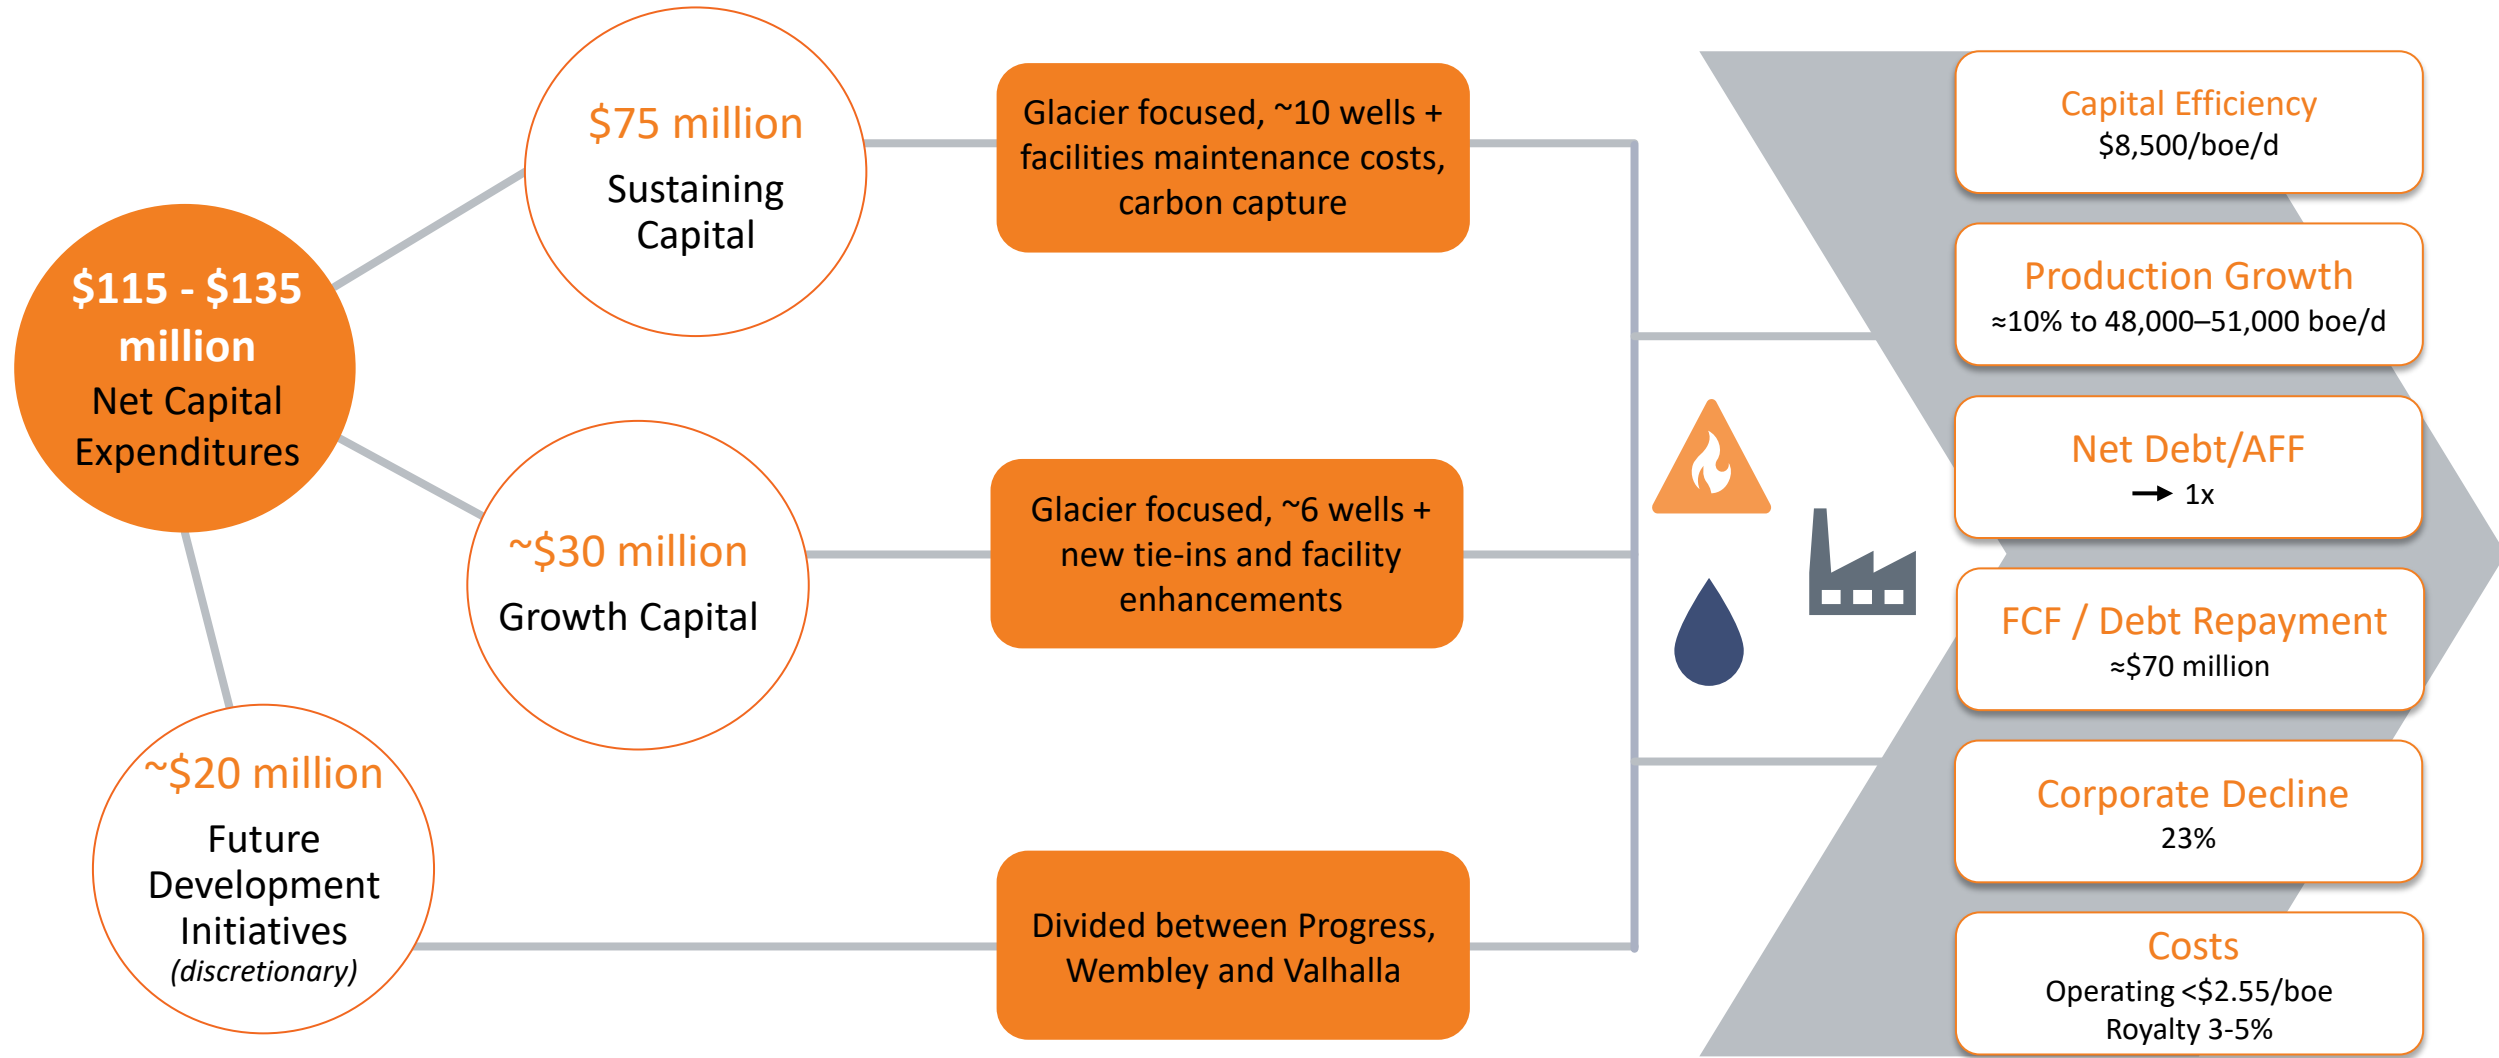 $115 - $135
million
Net Capital
Expenditures
$75 million
Sustaining
Capital
~$30 million
Growth Capital
~$20 million
Future
Development
Initiatives
(discretionary)
Glacier focused, ~10 wells +
facilities maintenance costs,
carbon capture
Glacier focused, ~6 wells +
new tie-ins and facility
enhancements
Divided between Progress,
Wembley and Valhalla
Capital Efficiency
$8,500/boe/d
Production Growth
≈10% to 48,000–51,000 boe/d
Net Debt/AFF
→ 1x
FCF / Debt Repayment
≈$70 million
Corporate Decline
23%
Costs
Operating <$2.55/boe
Royalty 3-5%